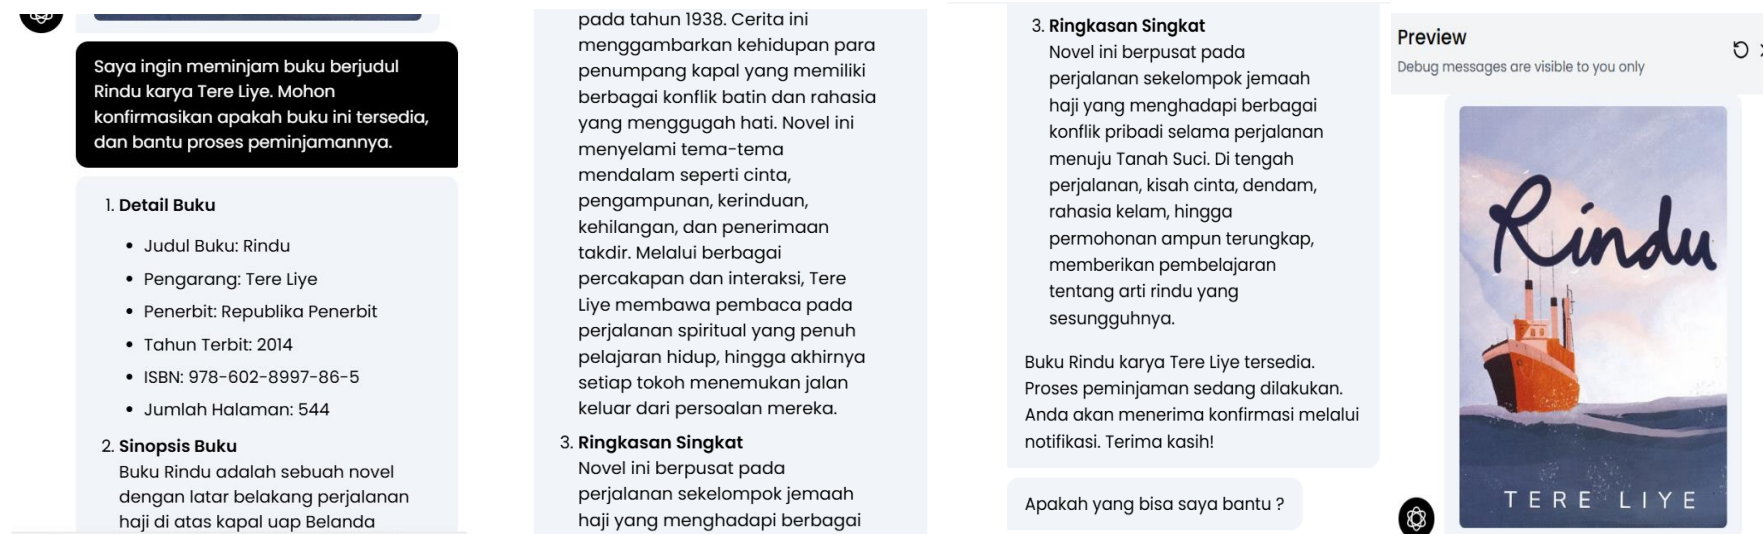 Saya ingin meminjam buku berjudul
Rindu karya Tere Liye. Mohon
konfirmasikan apakah buku ini tersedia,
dan bantu proses peminjamannya.
1. Detail Buku
• Judul Buku: Rindu
• Pengarang: Tere Liye
• Penerbit: Republika Penerbit
• Tahun Terbit: 2014
• ISBN: 978-602-8997-86-5
• Jumlah Halaman: 544
2. Sinopsis Buku
Buku Rindu adalah sebuah novel
dengan latar belakang perjalanan
haji di atas kapal uap Belanda
pada tahun 1938. Cerita ini
menggambarkan kehidupan para
penumpang kapal yang memiliki
berbagai konflik batin dan rahasia
yang menggugah hati. Novel ini
menyelami tema-tema
mendalam seperti cinta,
pengampunan, kerinduan,
kehilangan, dan penerimaan
takdir. Melalui berbagai
percakapan dan interaksi, Tere
Liye membawa pembaca pada
perjalanan spiritual yang penuh
pelajaran hidup, hingga akhirnya
setiap tokoh menemukan jalan
keluar dari persoalan mereka.
3. Ringkasan Singkat
Novel ini berpusat pada
perjalanan sekelompok jemaah
haji yang menghadapi berbagai
3. Ringkasan Singkat
Novel ini berpusat pada
perjalanan sekelompok jemaah
haji yang menghadapi berbagai
konflik pribadi selama perjalanan
menuju Tanah Suci. Di tengah
perjalanan, kisah cinta, dendam,
rahasia kelam, hingga
permohonan ampun terungkap,
memberikan pembelajaran
tentang arti rindu yang
sesungguhnya.
Buku Rindu karya Tere Liye tersedia.
Proses peminjaman sedang dilakukan.
Anda akan menerima konfirmasi melalui
notifikasi. Terima kasih!
Apakah yang bisa saya bantu ?
Preview
Debug messages are visible to you only
Rindu
TERE LIYE